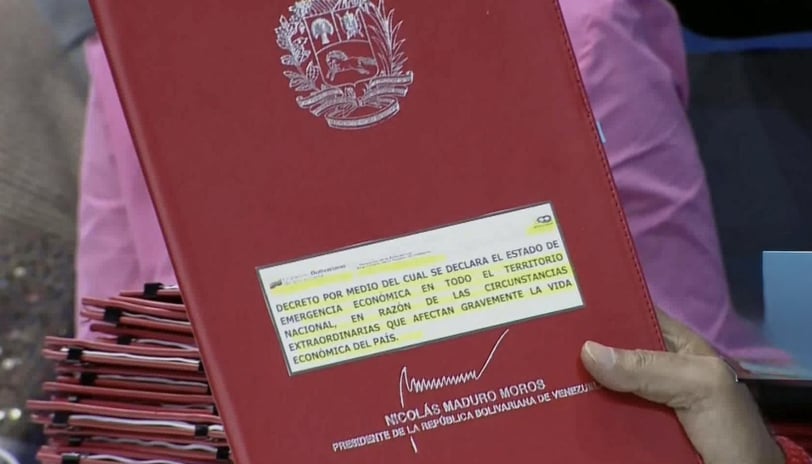 Bolivariano
DECRETO POR MEDIO DEL CUAL SE DECLARA EL ESTADO DE
EMERGENCIA ECONÓMICA EN TODO EL TERRITORIO
NACIONAL, EN RAZÓN DE LAS CIRCUNSTANCIAS
EXTRAORDINARIAS QUE AFECTAN GRAVEMENTE LA VIDA
ECONÓMICA DEL PAÍS.
NICOLÁS MADURO MOROS
PRESIDENTE DE LA REPÚBLICA BOLIVARIANA DE VENEZUELA